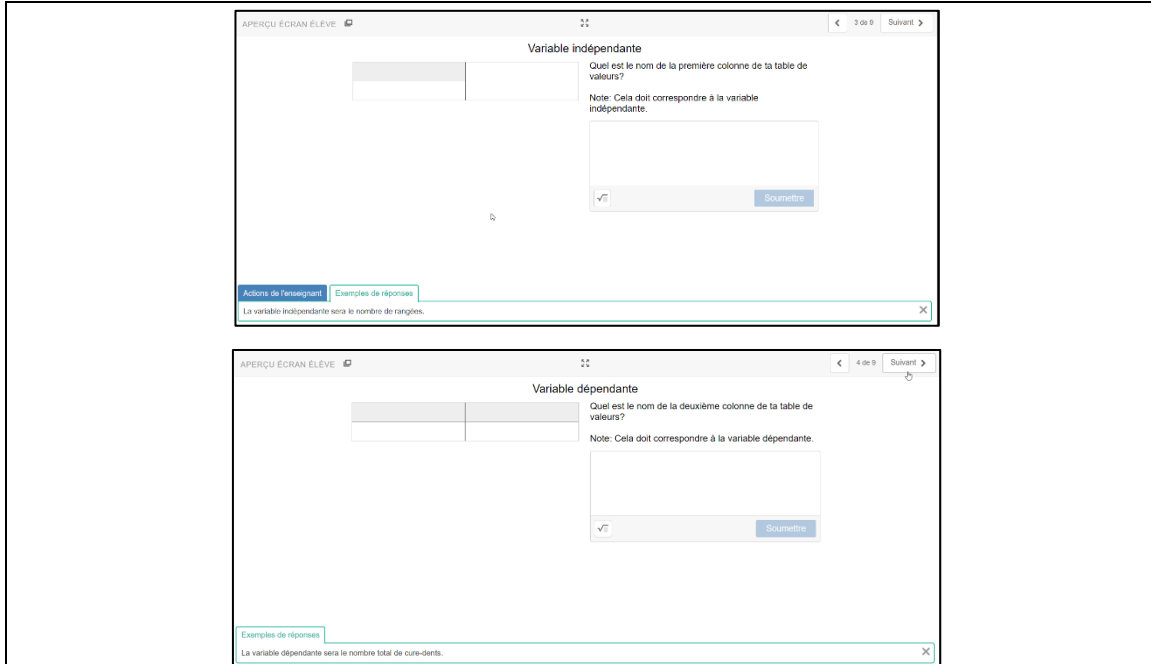 APERÇU ÉCRAN ÉLÈVE
3 de 9
Suivant
Variable indépendante
Quel est le nom de la première colonne de ta table de
valeurs?
Note: Cela doit correspondre à la variable
indépendante.
Soumettre
Actions de l'enseignant
Exemples de réponses
La variable indépendante sera le nombre de rangées.
APERÇU ÉCRAN ÉLÈVE
4 de 9
Suivant
Variable dépendante
Quel est le nom de la deuxième colonne de ta table de
valeurs?
Note: Cela doit correspondre à la variable dépendante.
Soumettre
Exemples de réponses
La variable dépendante sera le nombre total de cure-dents.